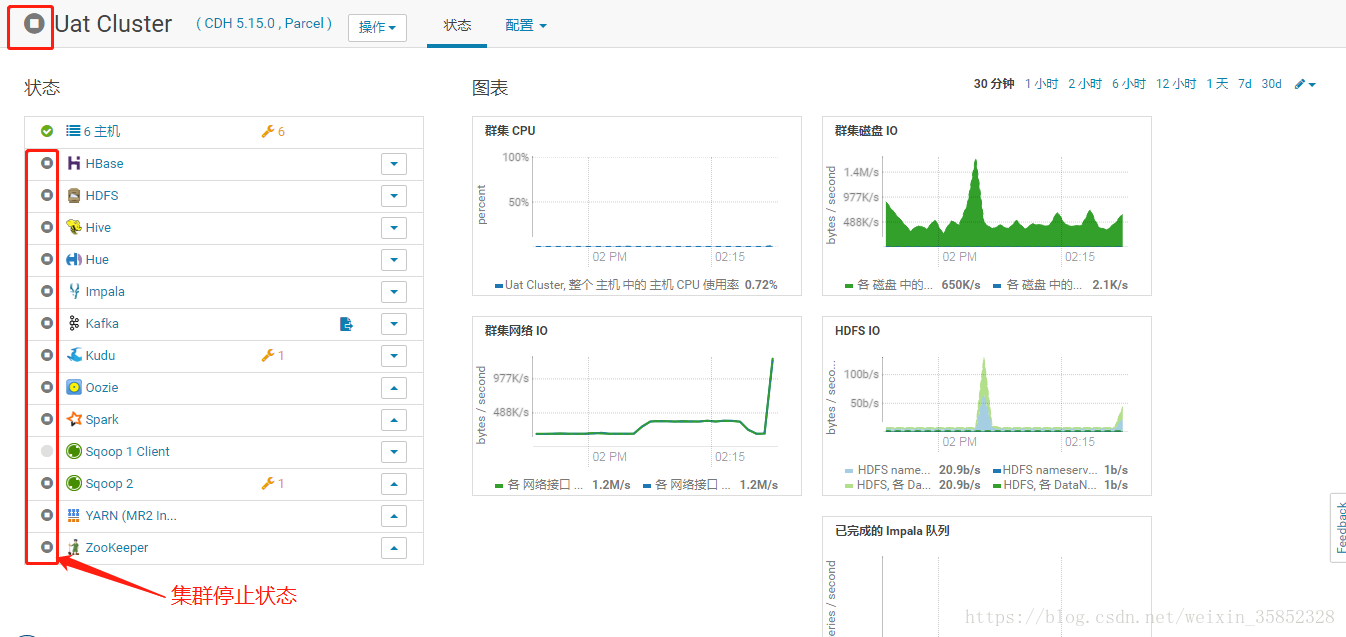 Uat Cluster ( CDH 5.15.0 , Parcel ) 操作 状态 配置
状态
6 主机 6
HBase
HDFS
Hive
Hue
Impala
Kafka
Kudu 1
Oozie
Spark
Sqoop 1 Client
Sqoop 2 1
YARN (MR2 In...
ZooKeeper
集群停止状态
图表
30 分钟 1 小时 2 小时 6 小时 12 小时 1 天 7d 30d
群集 CPU
percent
100%
50%
02 PM 02:15
Uat Cluster, 整个 主机 中的 主机 CPU 使用率 0.72%
群集磁盘 IO
bytes / second
1.4M/s
977K/s
488K/s
02 PM 02:15
各 磁盘 中的... 650K/s 各 磁盘 中的... 2.1K/s
群集网络 IO
bytes / second
977K/s
488K/s
02 PM 02:15
各 网络接口 ... 1.2M/s 各 网络接口 ... 1.2M/s
HDFS IO
bytes / seco...
100b/s
50b/s
02 PM 02:15
HDFS name... 20.9b/s HDFS nameserv... 1b/s
HDFS, 各 Da... 20.9b/s HDFS, 各 DataN... 1b/s
已完成的 Impala 队列
eries / second
Feedback
https://blog.csdn.net/weixin_35852328